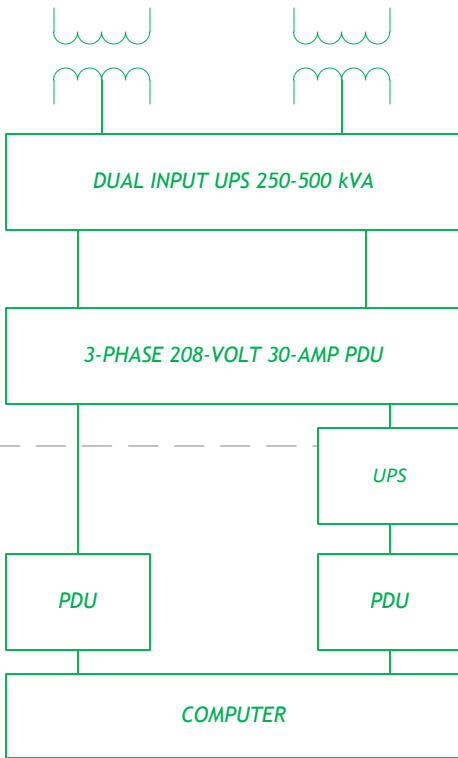 DUAL INPUT UPS 250-500 kVA
3-PHASE 208-VOLT 30-AMP PDU
UPS
PDU
PDU
COMPUTER